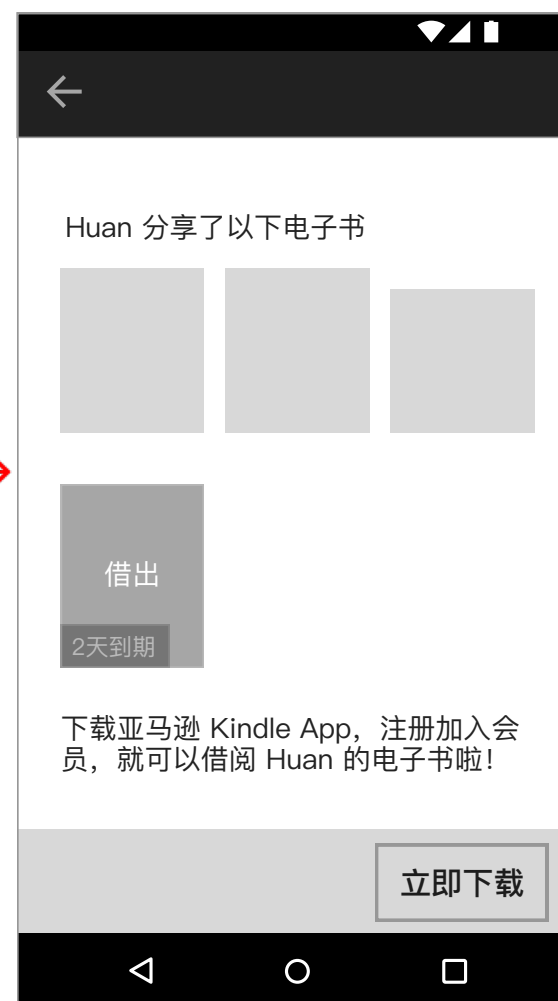 Huan 分享了以下电子书
借出
2天到期
下载亚马逊 Kindle App，注册加入会
员，就可以借阅 Huan 的电子书啦！
立即下载